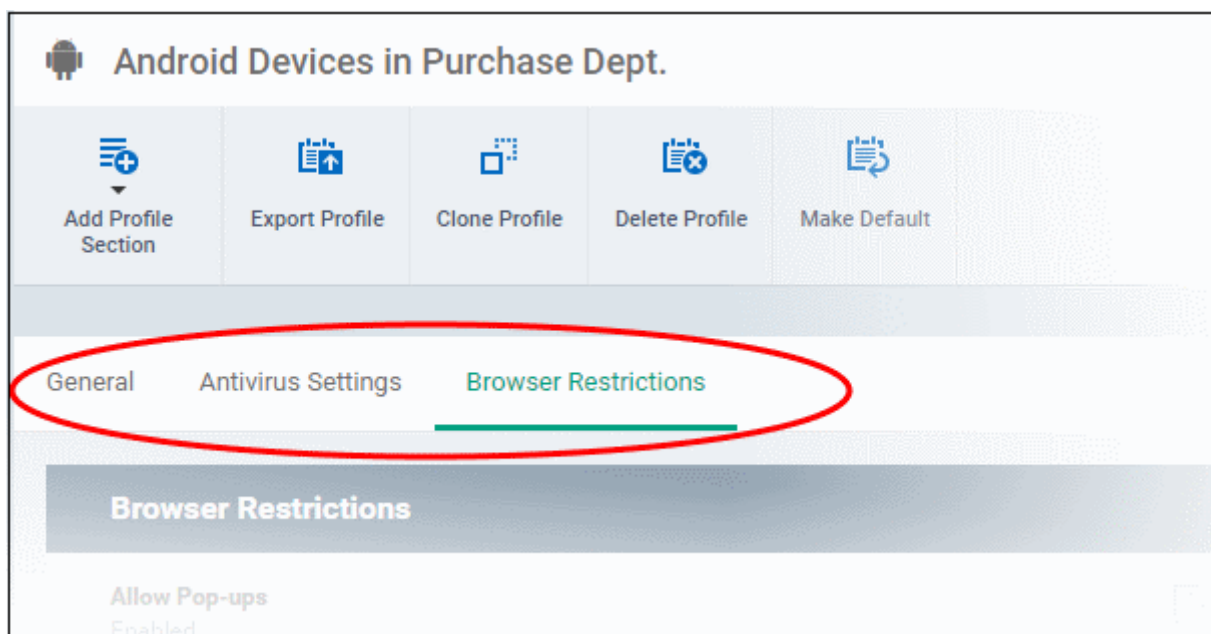 Android Devices in Purchase Dept.
Add Profile
Section
Export Profile
Clone Profile
Delete Profile
Make Default
General
Antivirus Settings
Browser Restrictions
Browser Restrictions
Allow Pop-ups
Enabled